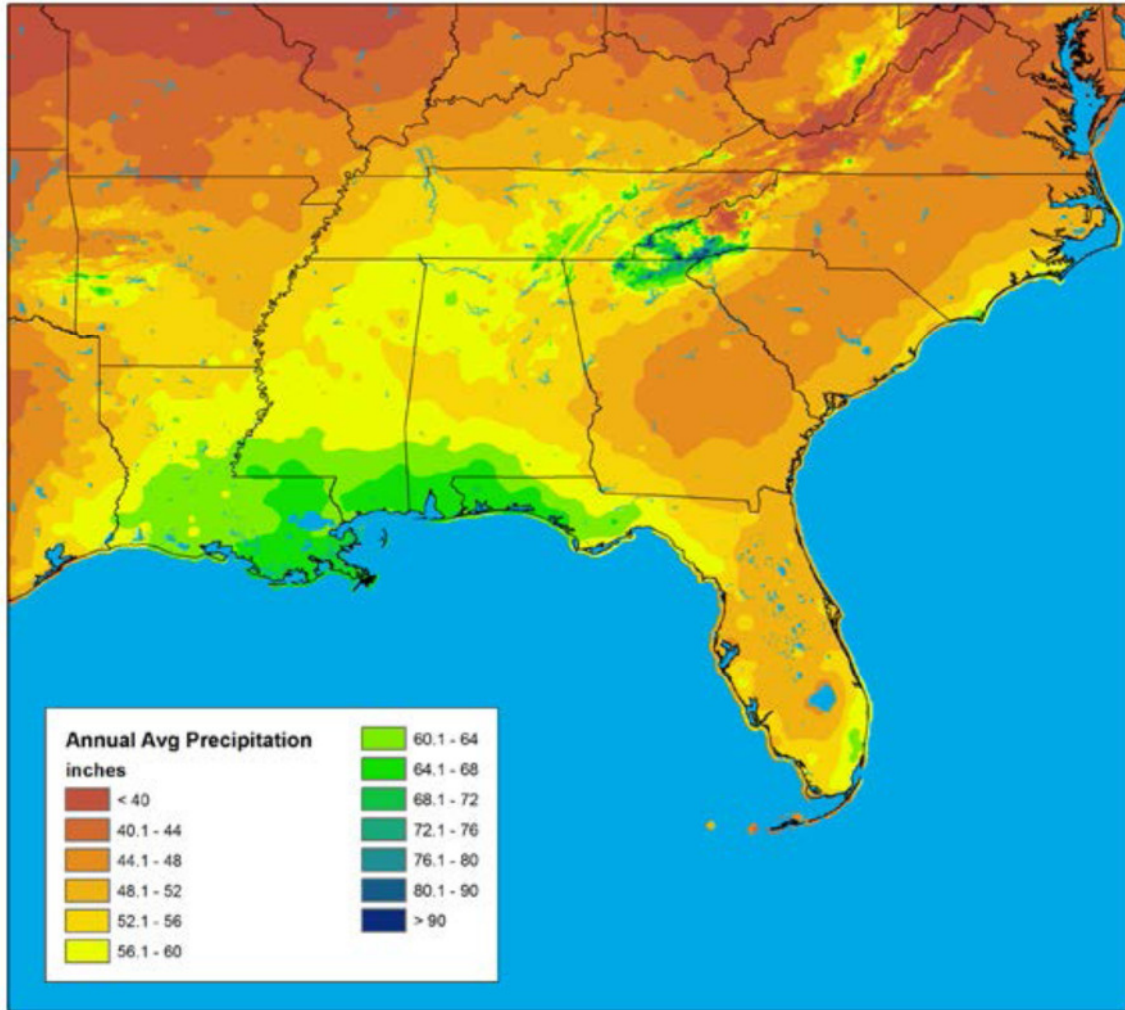 Annual Avg Precipitation
inches
< 40
40.1 - 44
44.1 - 48
48.1 - 52
52.1 - 56
56.1 - 60
60.1 - 64
64.1 - 68
68.1 - 72
72.1 - 76
76.1 - 80
80.1 - 90
> 90